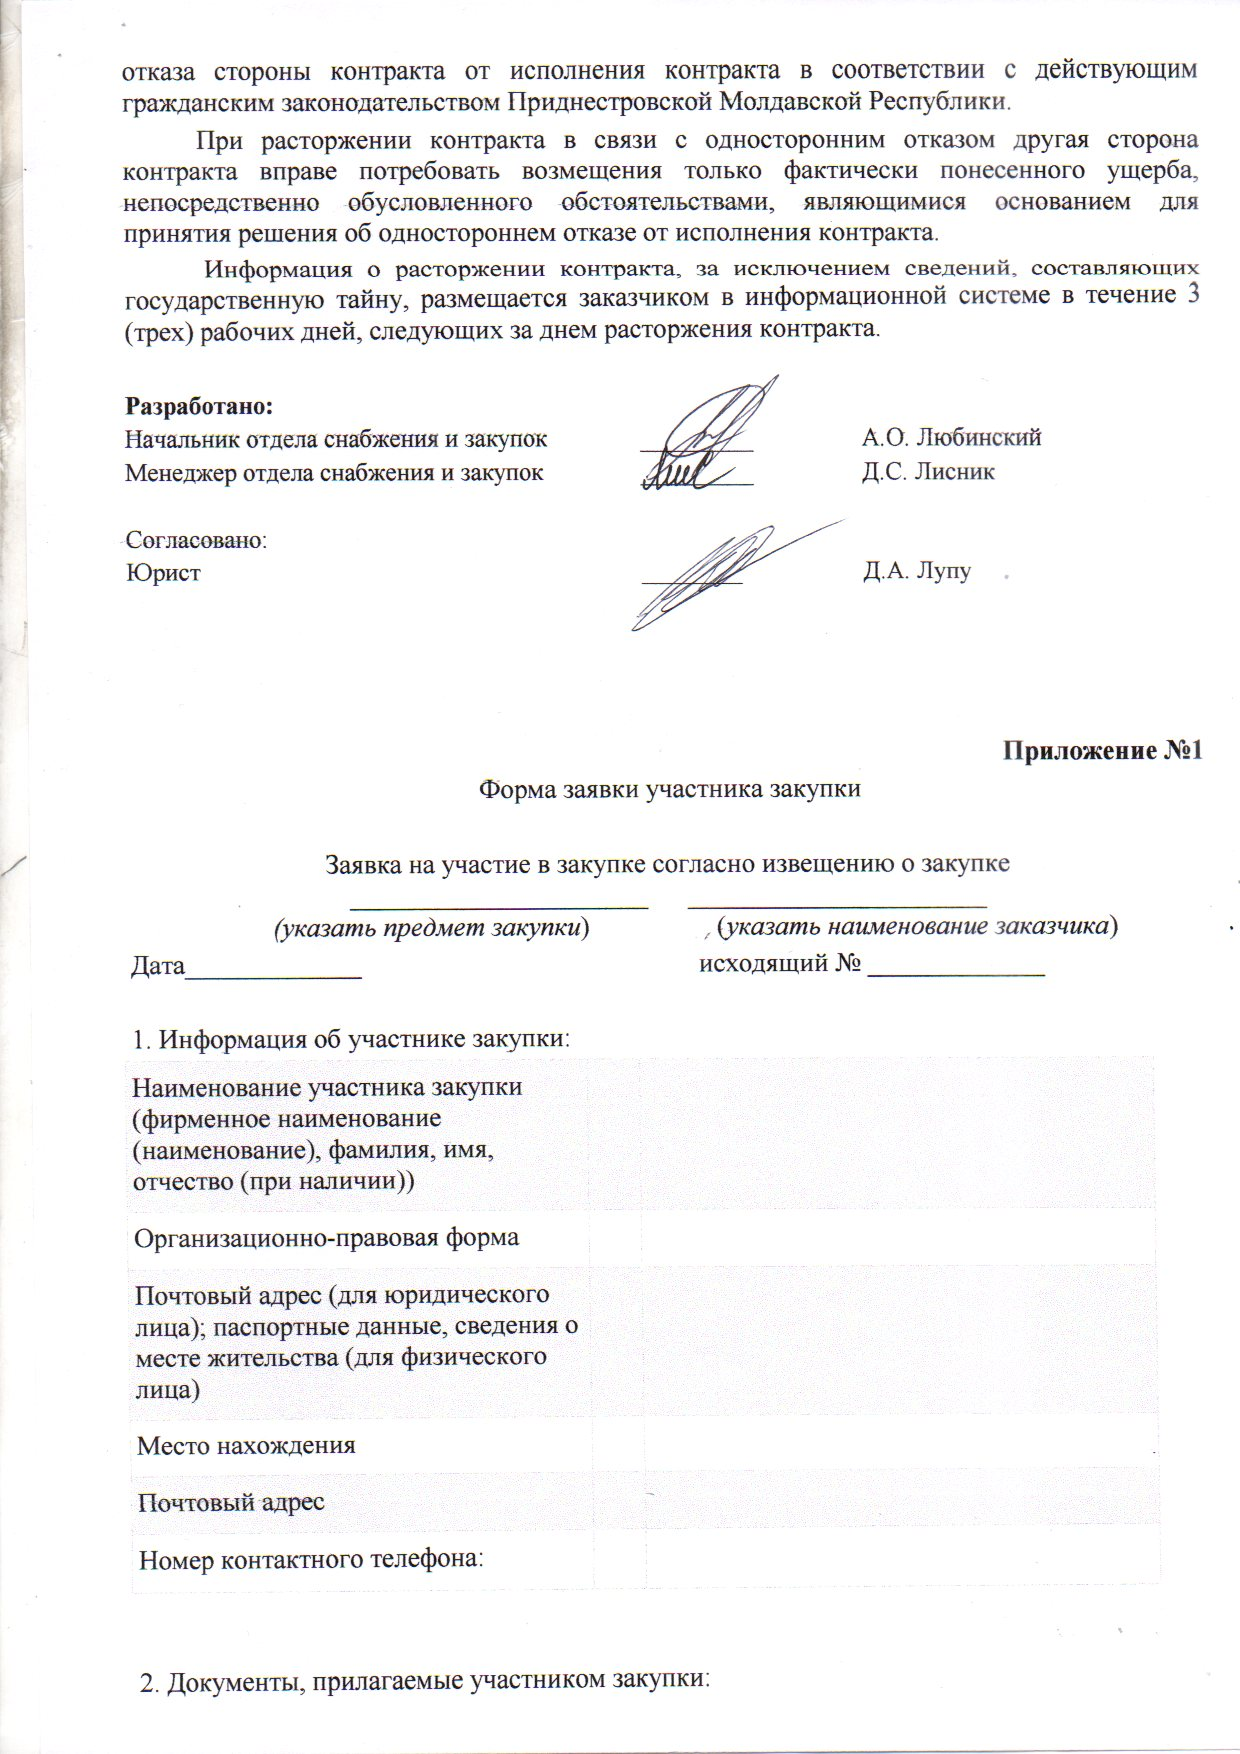 отказа стороны контракта от исполнения контракта в соответствии с действующим
гражданским законодательством Приднестровской Молдавской Республики.
При расторжении контракта в связи с односторонним отказом другая сторона
контракта вправе потребовать возмещения только фактически понесенного ущерба,
непосредственно обусловленного обстоятельствами, являющимися основанием для
принятия решения об одностороннем отказе от исполнения контракта.
Информация о расторжении контракта, за исключением сведений, составляющих
государственную тайну, размещается заказчиком в информационной системе в течение 3
(трех) рабочих дней, следующих за днем расторжения контракта.
Разработано:
Начальник отдела снабжения и закупок _________ А.О. Любинский
Менеджер отдела снабжения и закупок _________ Д.С. Лисник
Согласовано:
Юрист ________ Д.А. Лупу
Приложение №1
Форма заявки участника закупки
Заявка на участие в закупке согласно извещению о закупке
_______________________ _______________________
(указать предмет закупки) (указать наименование заказчика)
Дата_____________ исходящий № _____________
1. Информация об участнике закупки:
Наименование участника закупки
(фирменное наименование
(наименование), фамилия, имя,
отчество (при наличии))
Организационно-правовая форма
Почтовый адрес (для юридического
лица); паспортные данные, сведения о
месте жительства (для физического
лица)
Место нахождения
Почтовый адрес
Номер контактного телефона:
2. Документы, прилагаемые участником закупки: